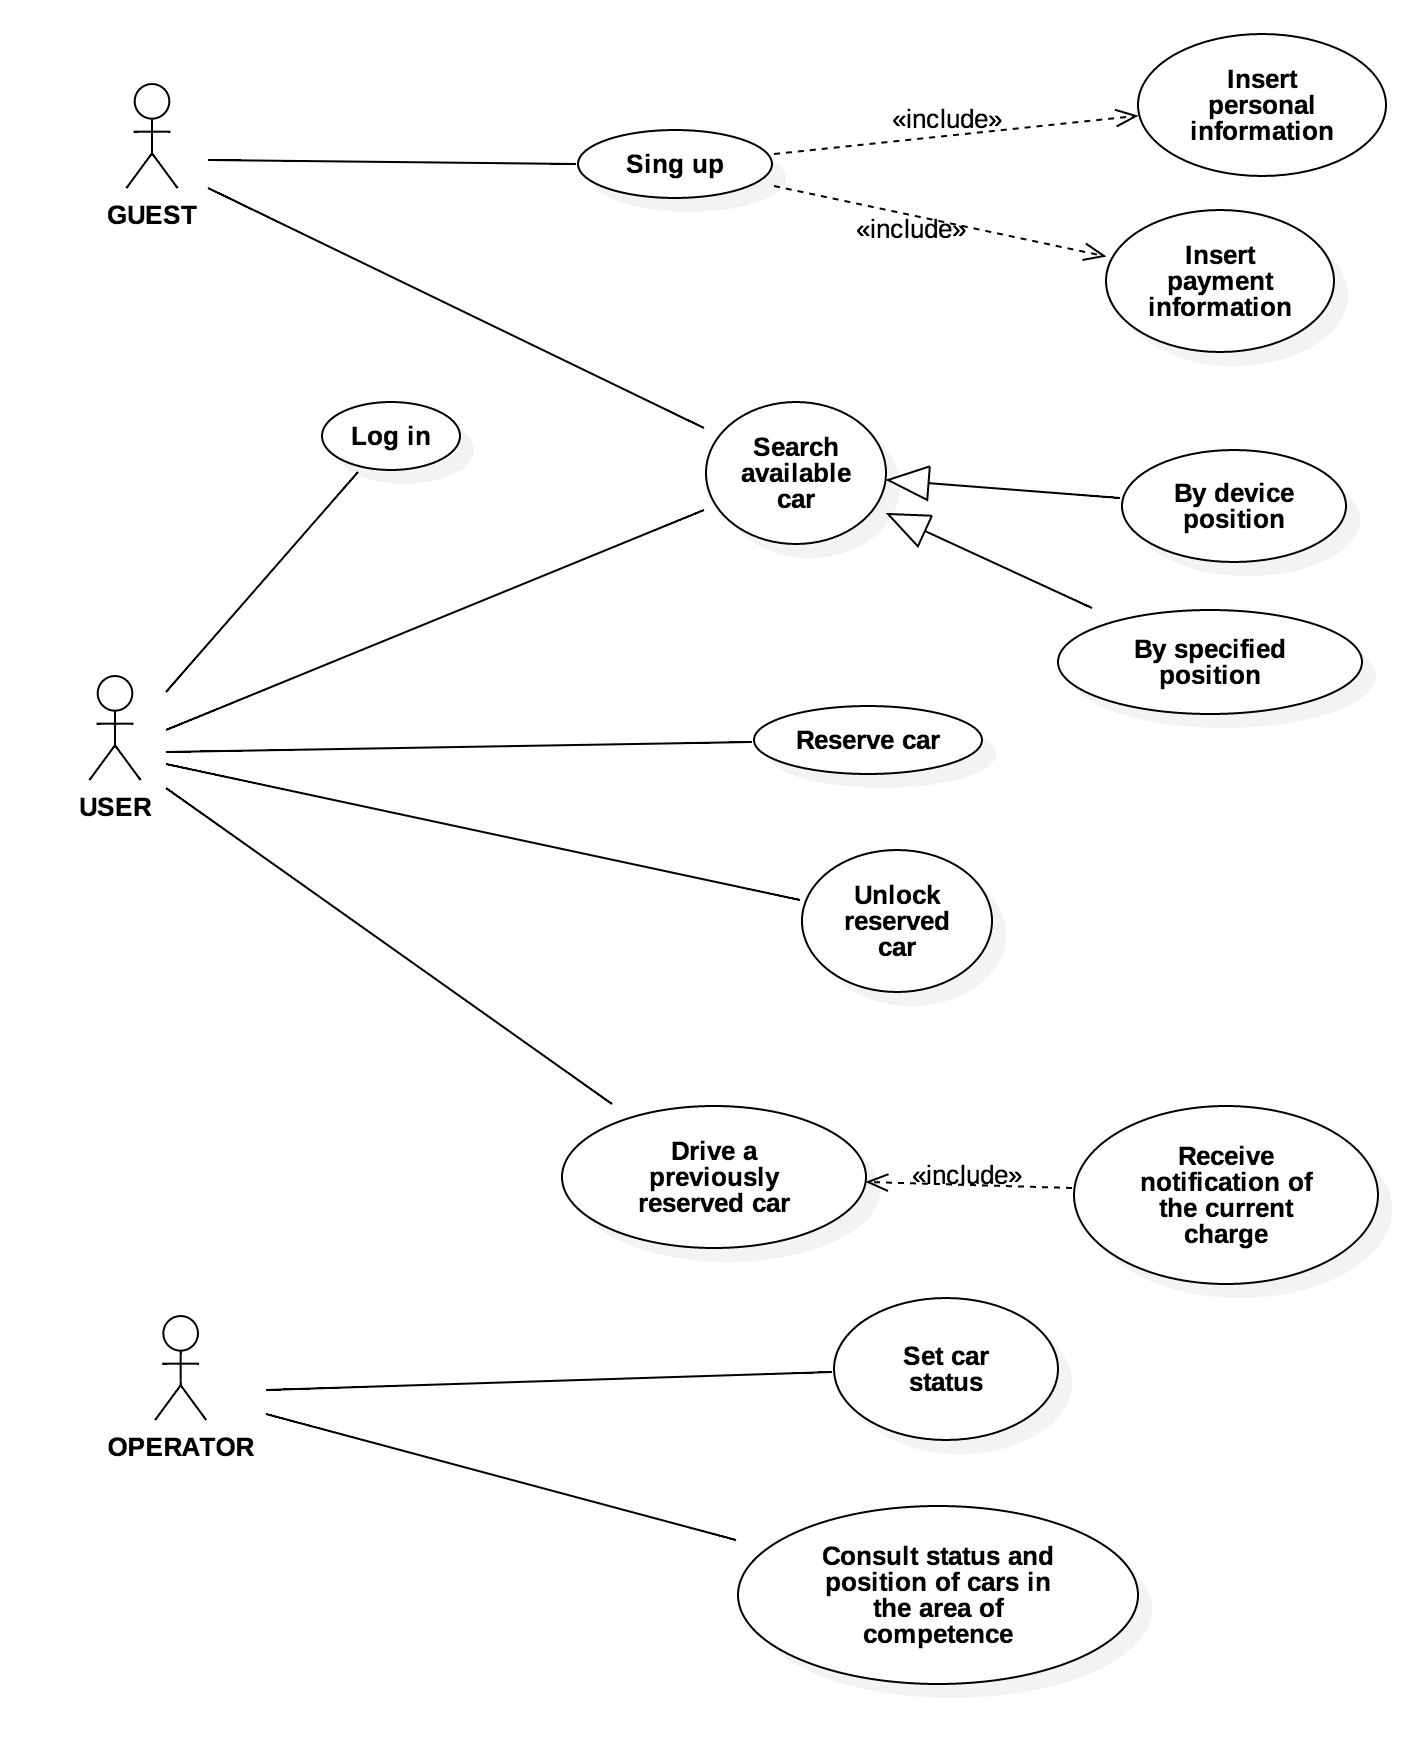 GUEST
Sing up
«include»
Insert
personal
information
«include»
Insert
payment
information
Log in
Search
available
car
By device
position
By specified
position
USER
Reserve car
Unlock
reserved
car
Drive a
previously
reserved car
«include»
Receive
notification of
the current
charge
OPERATOR
Set car
status
Consult status and
position of cars in
the area of
competence